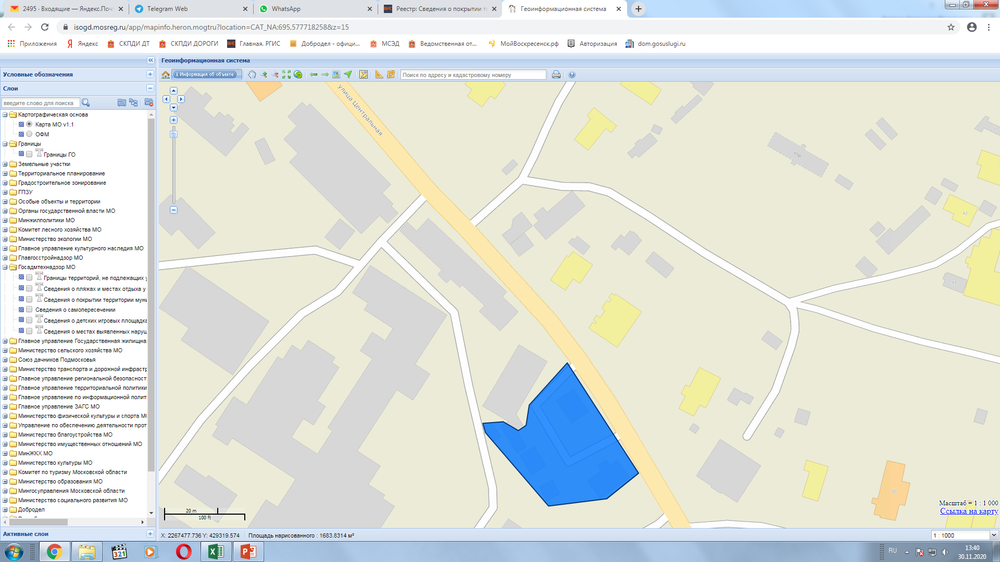 2495 · Входящие — Яндекс.Поч
Telegram Web
WhatsApp
Реестр: Сведения о покрытии т
Геоинформационная система
isogd.mosreg.ru/app/mapinfo.heron.mogtru?location=CAT_NA:695,577718258&z=15
Приложения
Яндекс
СКПДИ ДТ
СКПДИ ДОРОГИ
Главная. РГИС
Добродел - офици...
МСЭД
Ведомственная от...
МойВоскресенск.рф
Авторизация
dom.gosuslugi.ru
Геоинформационная система
Условные обозначения
Информация об объекте
Поиск по адресу и кадастровому номеру
Слои
введите слово для поиска
Картографическая основа
Карта МО v1.1
ОФМ
Границы
Границы ГО
Земельные участки
Территориальное планирование
Градостроительное зонирование
ГПЗУ
Особые объекты и территории
Органы государственной власти МО
Минжилполитики МО
Комитет лесного хозяйства МО
Министерство экологии МО
Главное управление культурного наследия МО
Главгосстройнадзор МО
Госадмтехнадзор МО
Границы территорий, не подлежащих у
Сведения о пляжах и местах отдыха у
Сведения о покрытии территории муни
Сведения о самопересечении
Сведения о детских игровых площадка
Сведения о местах выявленных наруш
Главное управление Государственная жилищная
Министерство сельского хозяйства МО
Союз дачников Подмосковья
Министерство транспорта и дорожной инфрастр
Главное управление региональной безопасност
Главное управление территориальной политики
Главное управление по информационной полит
Главное управление ЗАГС МО
Министерство физической культуры и спорта МО
Управление по обеспечению деятельности прот
Министерство благоустройства МО
Министерство имущественных отношений МО
МинЖКХ МО
Министерство культуры МО
Комитет по туризму Московской области
Министерство образования МО
Мингосуправления Московской области
Министерство социального развития МО
Добродел
Активные слои
улица Центральная
стр.
37
42
42
40
20 m
100 ft
Масштаб = 1 : 1 000
Ссылка на карту
X: 2267477.736 Y: 429319.574
Площадь нарисованного : 1683.8314 м²
1 : 1000
321
RU
13:40
30.11.2020